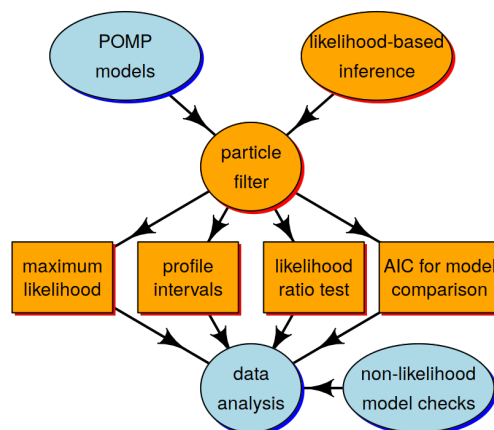 POMP
models
likelihood-based
inference
particle
filter
maximum
likelihood
profile
intervals
likelihood
ratio test
AIC for model
comparison
data
analysis
non-likelihood
model checks